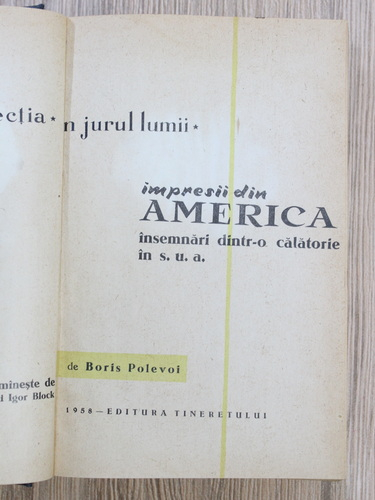 ecția * n jurul lumii *
impresii din
AMERICA
însemnări dintr-o călătorie
în s. u. a.
de Boris Polevoi
mînește de
i Igor Block
1958 — EDITURA TINERETULUI